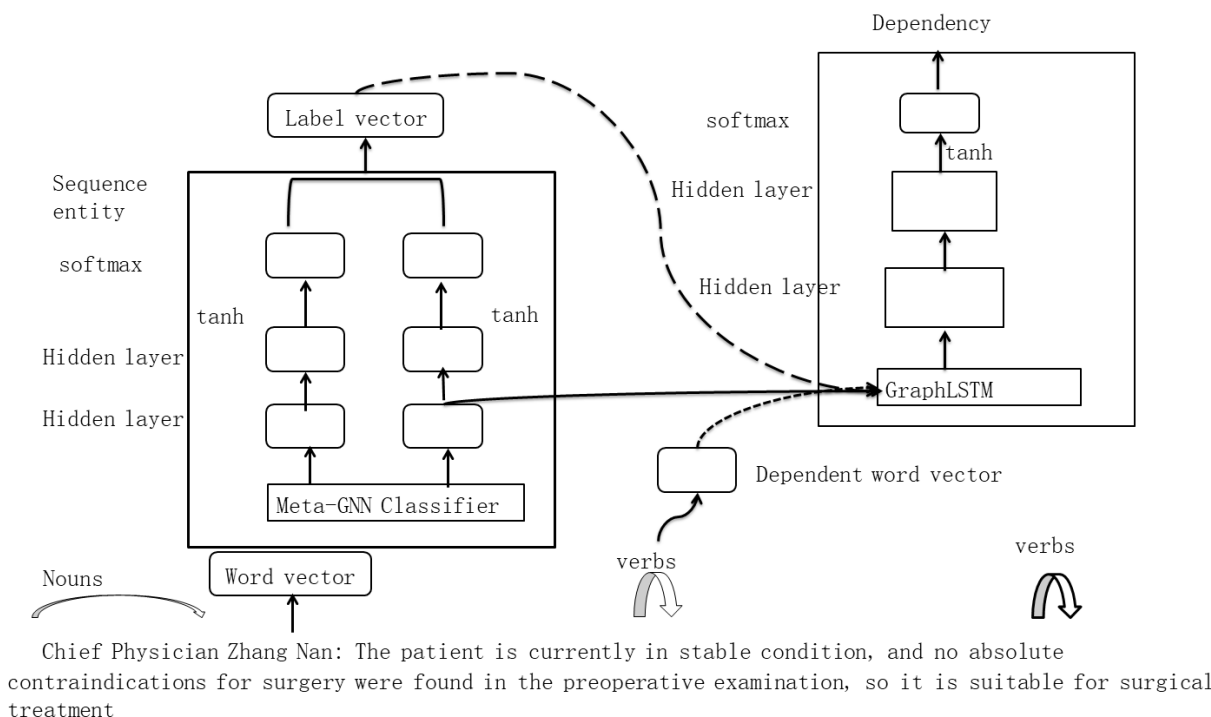 Dependency
Label vector
softmax
tanh
Sequence
entity
Hidden layer
softmax
Hidden layer
tanh
tanh
Hidden layer
GraphLSTM
Hidden layer
Dependent word vector
Meta-GNN Classifier
verbs
verbs
Nouns
Word vector
Chief Physician Zhang Nan: The patient is currently in stable condition, and no absolute
contraindications for surgery were found in the preoperative examination, so it is suitable for surgical
treatment